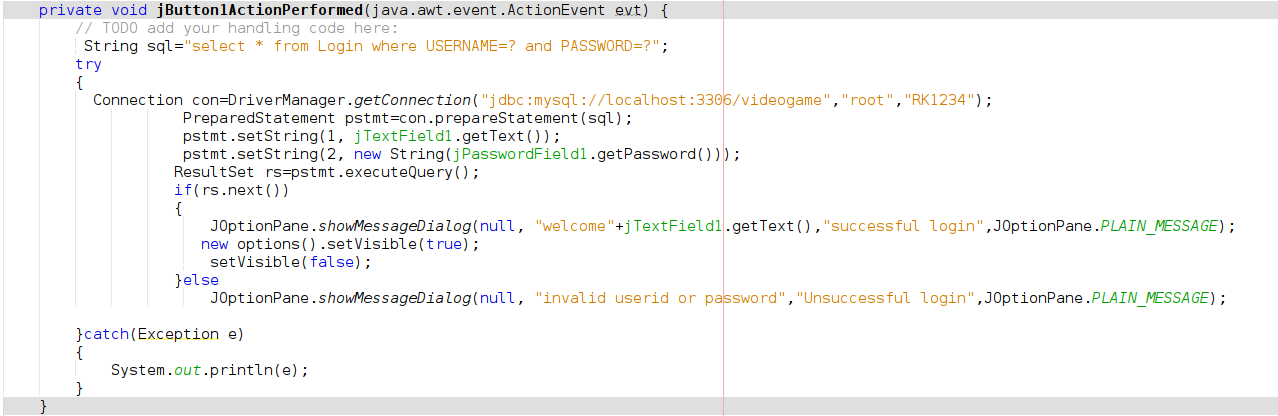 private void jButton1ActionPerformed(java.awt.event.ActionEvent evt) {
// TODO add your handling code here:
String sql="select * from Login where USERNAME=? and PASSWORD=?";
try
{
Connection con=DriverManager.getConnection("jdbc:mysql://localhost:3306/videogame","root","RK1234");
PreparedStatement pstmt=con.prepareStatement(sql);
pstmt.setString(1, jTextField1.getText());
pstmt.setString(2, new String(jPasswordField1.getPassword()));
ResultSet rs=pstmt.executeQuery();
if(rs.next())
{
JOptionPane.showMessageDialog(null, "welcome"+jTextField1.getText(),"successful login",JOptionPane.PLAIN_MESSAGE);
new options().setVisible(true);
setVisible(false);
}else
JOptionPane.showMessageDialog(null, "invalid userid or password","Unsuccessful login",JOptionPane.PLAIN_MESSAGE);
}catch(Exception e)
{
System.out.println(e);
}
}